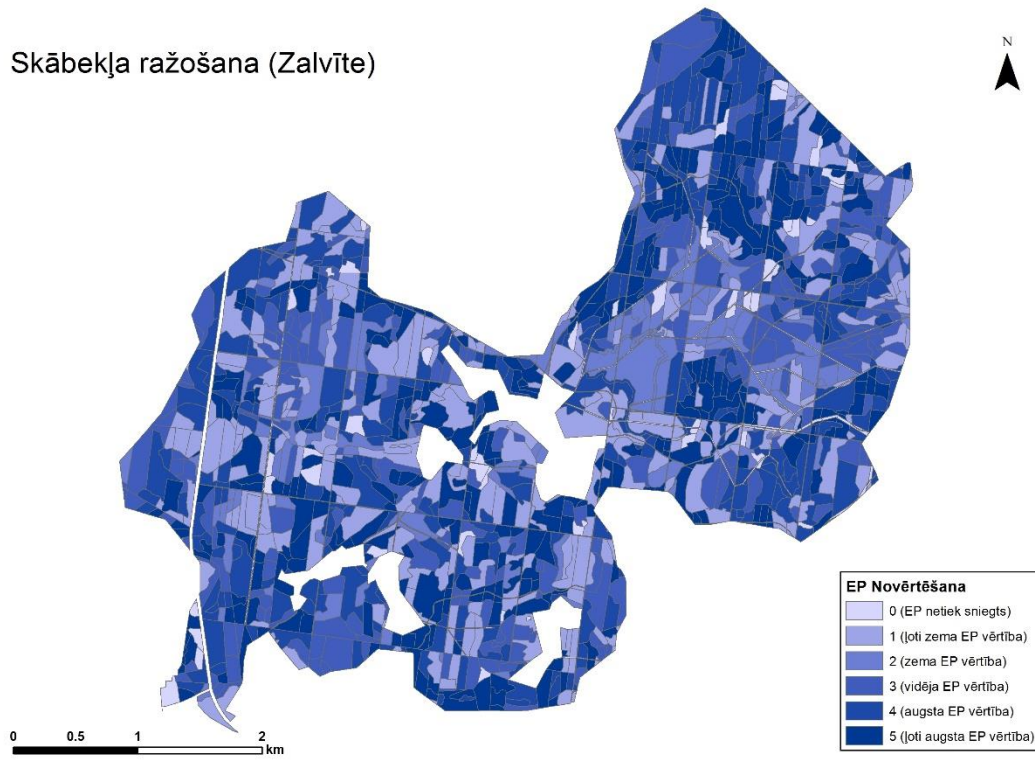 Skābekļa ražošana (Zalvīte)
N
EP Novērtēšana
0 (EP netiek sniegts)
1 (ļoti zema EP vērtība)
2 (zema EP vērtība)
3 (vidēja EP vērtība)
4 (augsta EP vērtība)
5 (ļoti augsta EP vērtība)
0 0.5 1 2
km